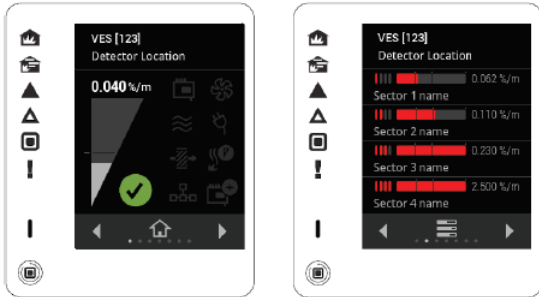 VES [123]
Detector Location
0.040%/m
VES [123]
Detector Location
0.062 %/m
Sector 1 name
0.110 %/m
Sector 2 name
0.230 %/m
Sector 3 name
2.500 %/m
Sector 4 name